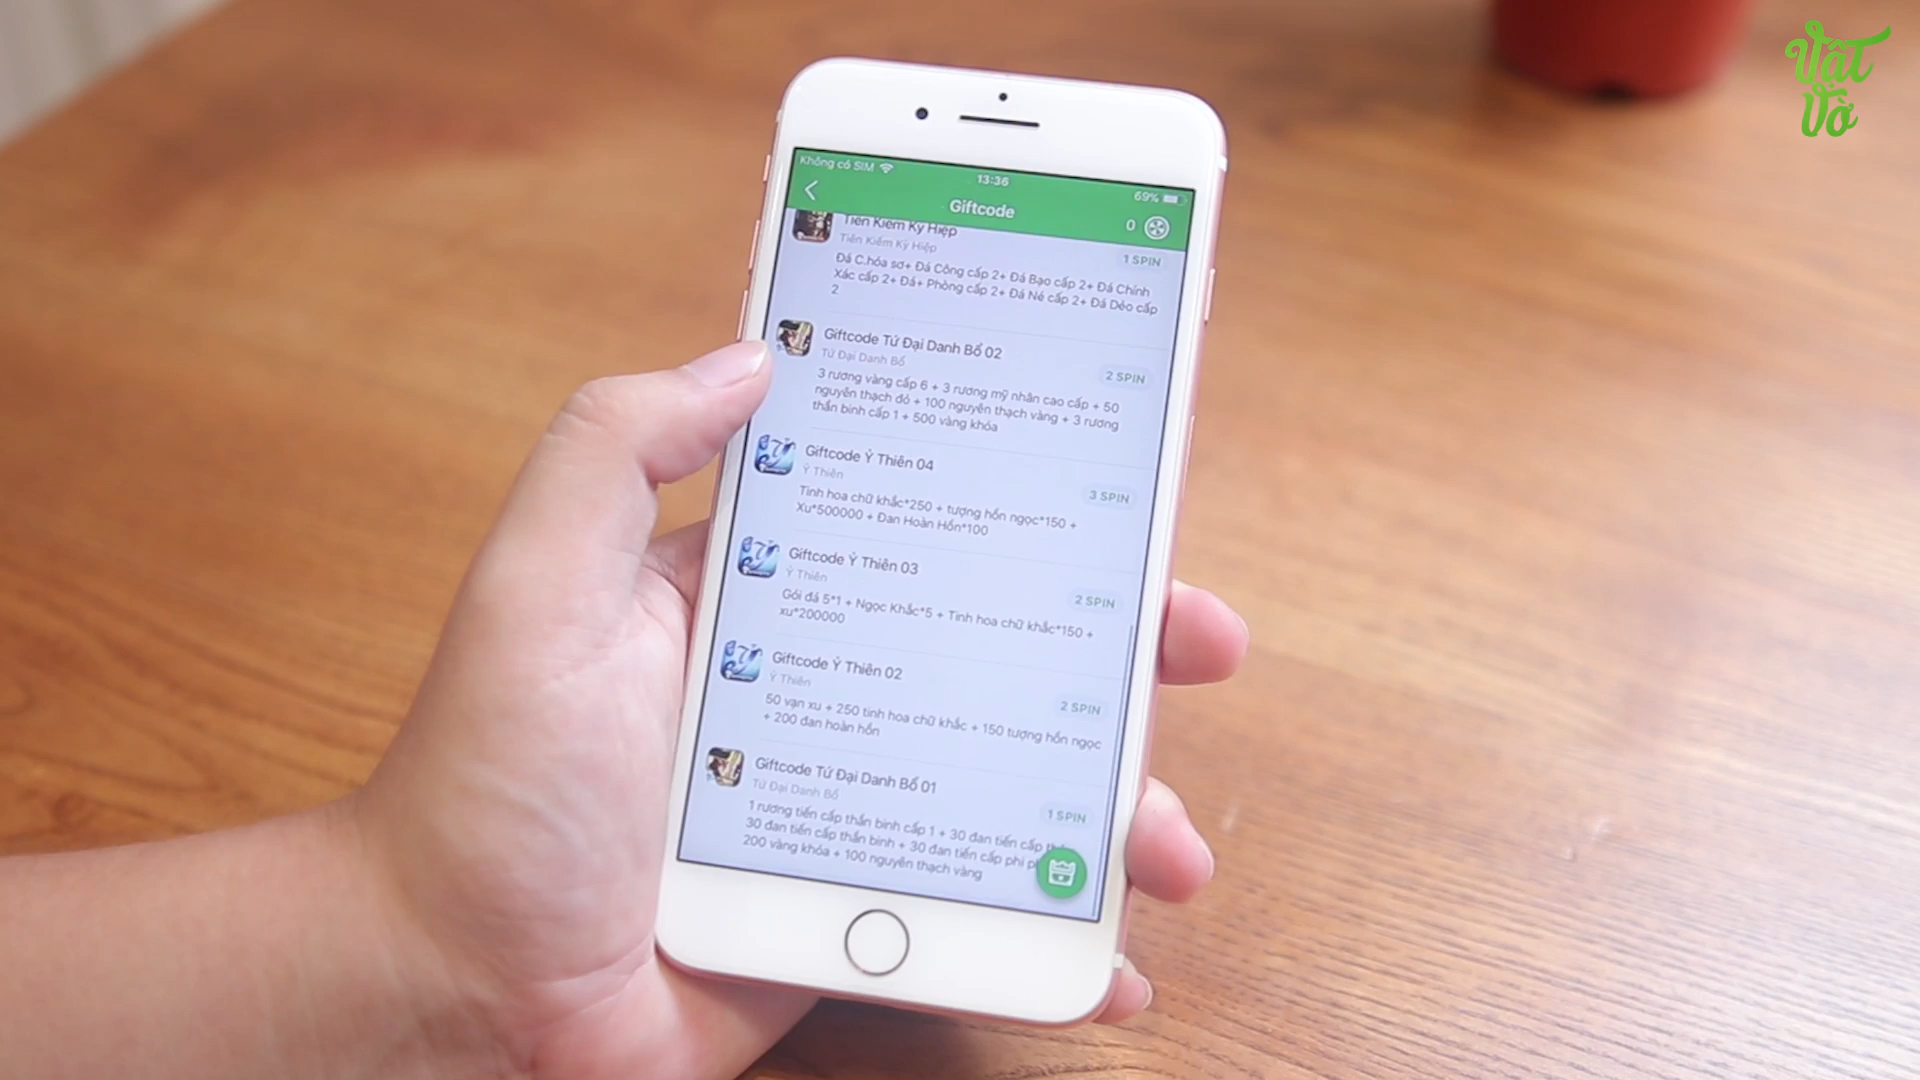 Vật
Vờ
Không có SIM
13:36
69%
Giftcode
0
Tiên Kiếm Kỳ Hiệp
Tiên Kiếm Kỳ Hiệp
1 SPIN
Đá C.hóa sơ+ Đá Công cấp 2+ Đá Bạo cấp 2+ Đá Chính
Xác cấp 2+ Đá+ Phòng cấp 2+ Đá Né cấp 2+ Đá Dẻo cấp
2
Giftcode Tứ Đại Danh Bổ 02
Tứ Đại Danh Bổ
2 SPIN
3 rương vàng cấp 6 + 3 rương mỹ nhân cao cấp + 50
nguyên thạch đỏ + 100 nguyên thạch vàng + 3 rương
thần binh cấp 1 + 500 vàng khóa
Giftcode Ỷ Thiên 04
Ỷ Thiên
3 SPIN
Tinh hoa chữ khắc*250 + tượng hồn ngọc*150 +
Xu*500000 + Đan Hoàn Hồn*100
Giftcode Ỷ Thiên 03
Ỷ Thiên
2 SPIN
Gói đá 5*1 + Ngọc Khắc*5 + Tinh hoa chữ khắc*150 +
xu*200000
Giftcode Ỷ Thiên 02
Ỷ Thiên
2 SPIN
50 vạn xu + 250 tinh hoa chữ khắc + 150 tượng hồn ngọc
+ 200 đan hoàn hồn
Giftcode Tứ Đại Danh Bổ 01
Tứ Đại Danh Bổ
1 SPIN
1 rương tiến cấp thần binh cấp 1 + 30 đan tiến cấp
30 đan tiến cấp thần binh + 30 đan tiến cấp phi
200 vàng khóa + 100 nguyên thạch vàng